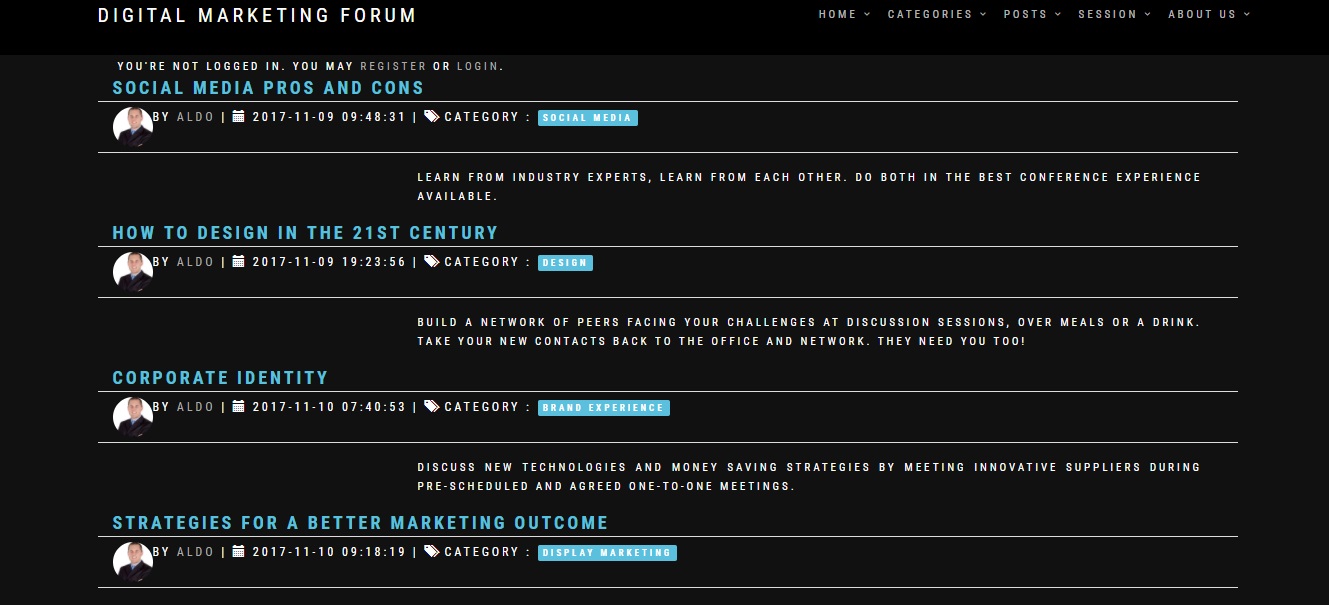 DIGITAL MARKETING FORUM
HOME CATEGORIES POSTS SESSION ABOUT US
YOU'RE NOT LOGGED IN. YOU MAY REGISTER OR LOGIN.
SOCIAL MEDIA PROS AND CONS
BY ALDO | 2017-11-09 09:48:31 | CATEGORY : SOCIAL MEDIA
LEARN FROM INDUSTRY EXPERTS, LEARN FROM EACH OTHER. DO BOTH IN THE BEST CONFERENCE EXPERIENCE
AVAILABLE.
HOW TO DESIGN IN THE 21ST CENTURY
BY ALDO | 2017-11-09 19:23:56 | CATEGORY : DESIGN
BUILD A NETWORK OF PEERS FACING YOUR CHALLENGES AT DISCUSSION SESSIONS, OVER MEALS OR A DRINK.
TAKE YOUR NEW CONTACTS BACK TO THE OFFICE AND NETWORK. THEY NEED YOU TOO!
CORPORATE IDENTITY
BY ALDO | 2017-11-10 07:40:53 | CATEGORY : BRAND EXPERIENCE
DISCUSS NEW TECHNOLOGIES AND MONEY SAVING STRATEGIES BY MEETING INNOVATIVE SUPPLIERS DURING
PRE-SCHEDULED AND AGREED ONE-TO-ONE MEETINGS.
STRATEGIES FOR A BETTER MARKETING OUTCOME
BY ALDO | 2017-11-10 09:18:19 | CATEGORY : DISPLAY MARKETING